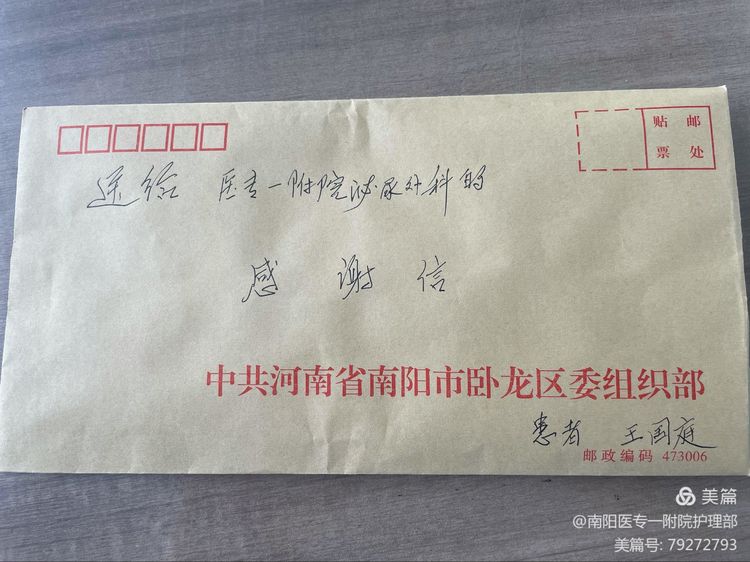 贴 邮
票 处
送给 医专一附院泌尿外科的
感 谢 信
中共河南省南阳市卧龙区委组织部
患者 王国庭
邮政编码 473006
美篇
@南阳医专一附院护理部
美篇号: 79272793